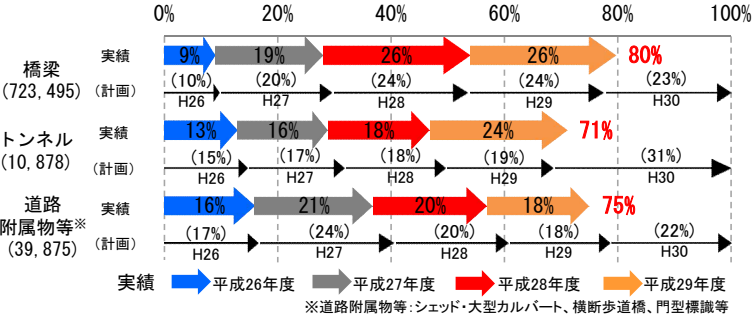 0% 20% 40% 60% 80% 100%
橋梁
(723,495)
実績 9% 19% 26% 26% 80%
(計画) (10%) (20%) (24%) (24%) (23%)
H26 H27 H28 H29 H30
トンネル
(10,878)
実績 13% 16% 18% 24% 71%
(計画) (15%) (17%) (18%) (19%) (31%)
H26 H27 H28 H29 H30
道路
附属物等※
(39,875)
実績 16% 21% 20% 18% 75%
(計画) (17%) (24%) (20%) (18%) (22%)
H26 H27 H28 H29 H30
実績 平成26年度 平成27年度 平成28年度 平成29年度
※道路附属物等:シェッド・大型カルバート、横断歩道橋、門型標識等